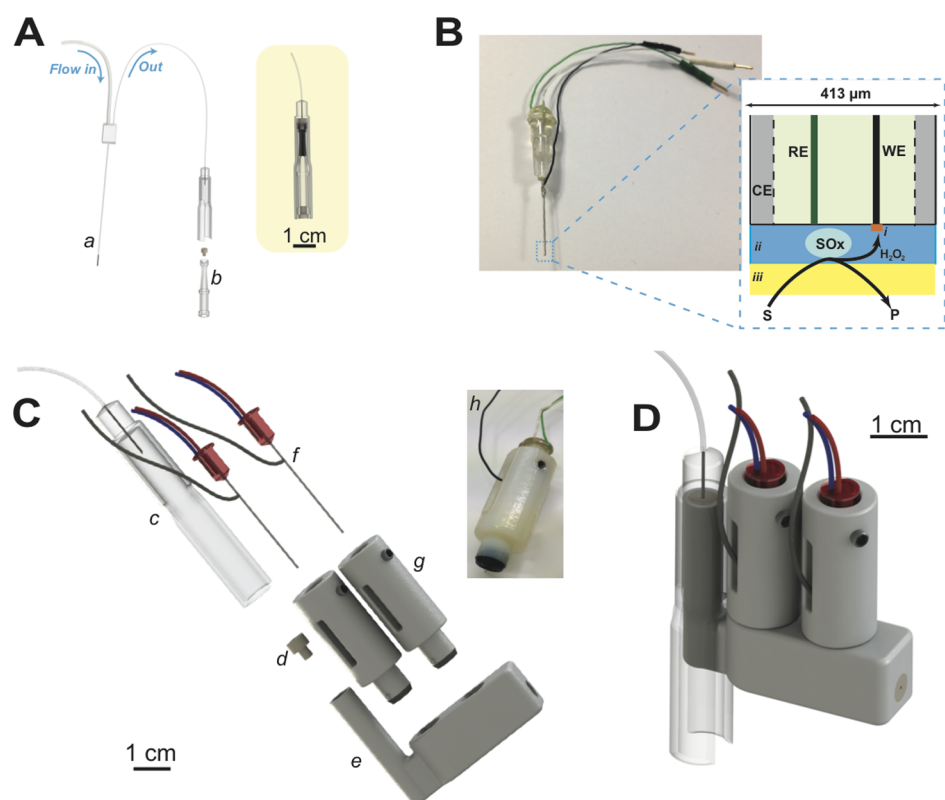 A
Flow in
Out
a
b
1 cm
B
413 µm
RE
WE
CE
i
ii
SOx
H₂O₂
iii
S
P
C
c
f
g
d
e
h
1 cm
D
1 cm